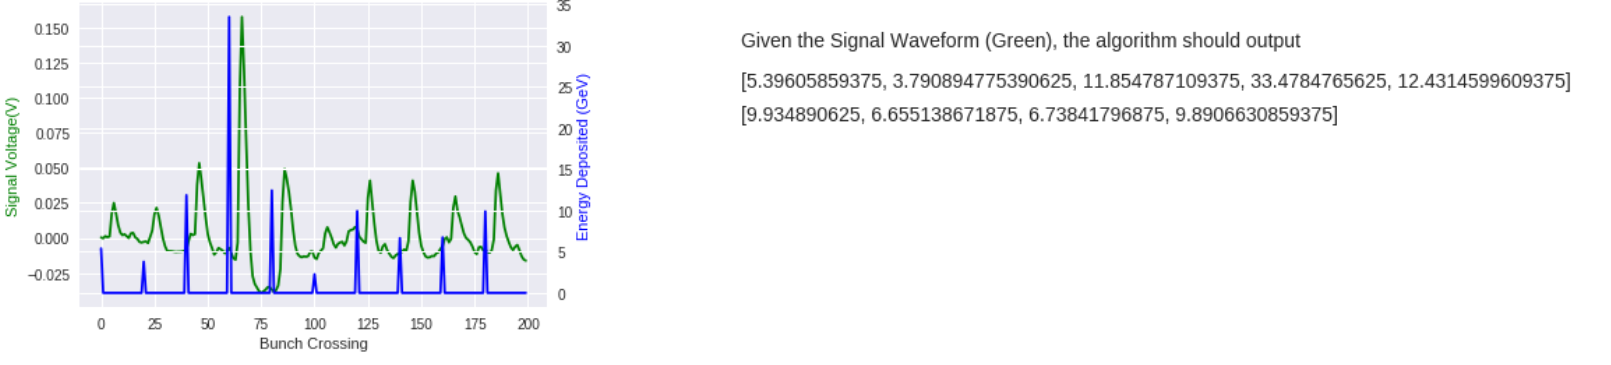 35
0.150
30
0.125
25
0.100
20
0.075
15
0.050
0.025
10
0.000
5
−0.025
0
0 25 50 75 100 125 150 175 200
Bunch Crossing
Signal Voltage(V)
Energy Deposited (GeV)
Given the Signal Waveform (Green), the algorithm should output
[5.39605859375, 3.790894775390625, 11.854787109375, 33.4784765625, 12.4314599609375]
[9.934890625, 6.655138671875, 6.73841796875, 9.8906630859375]